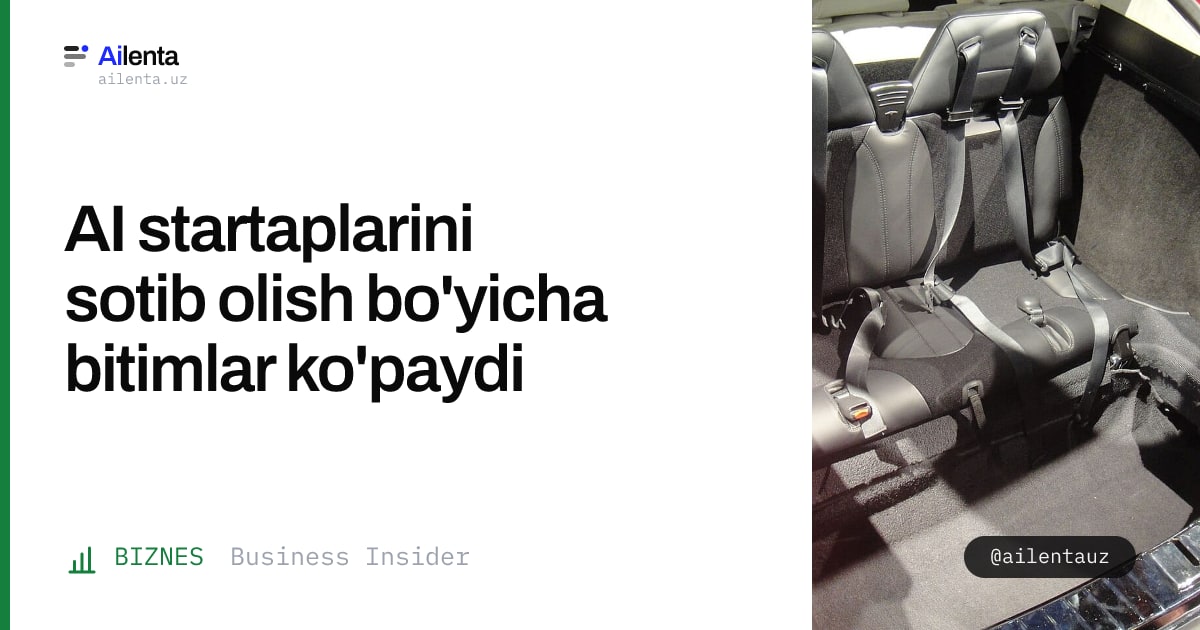 Ailenta
ailenta.uz
AI startaplarini
sotib olish bo'yicha
bitimlar ko'paydi
BIZNES Business Insider
@ailentauz